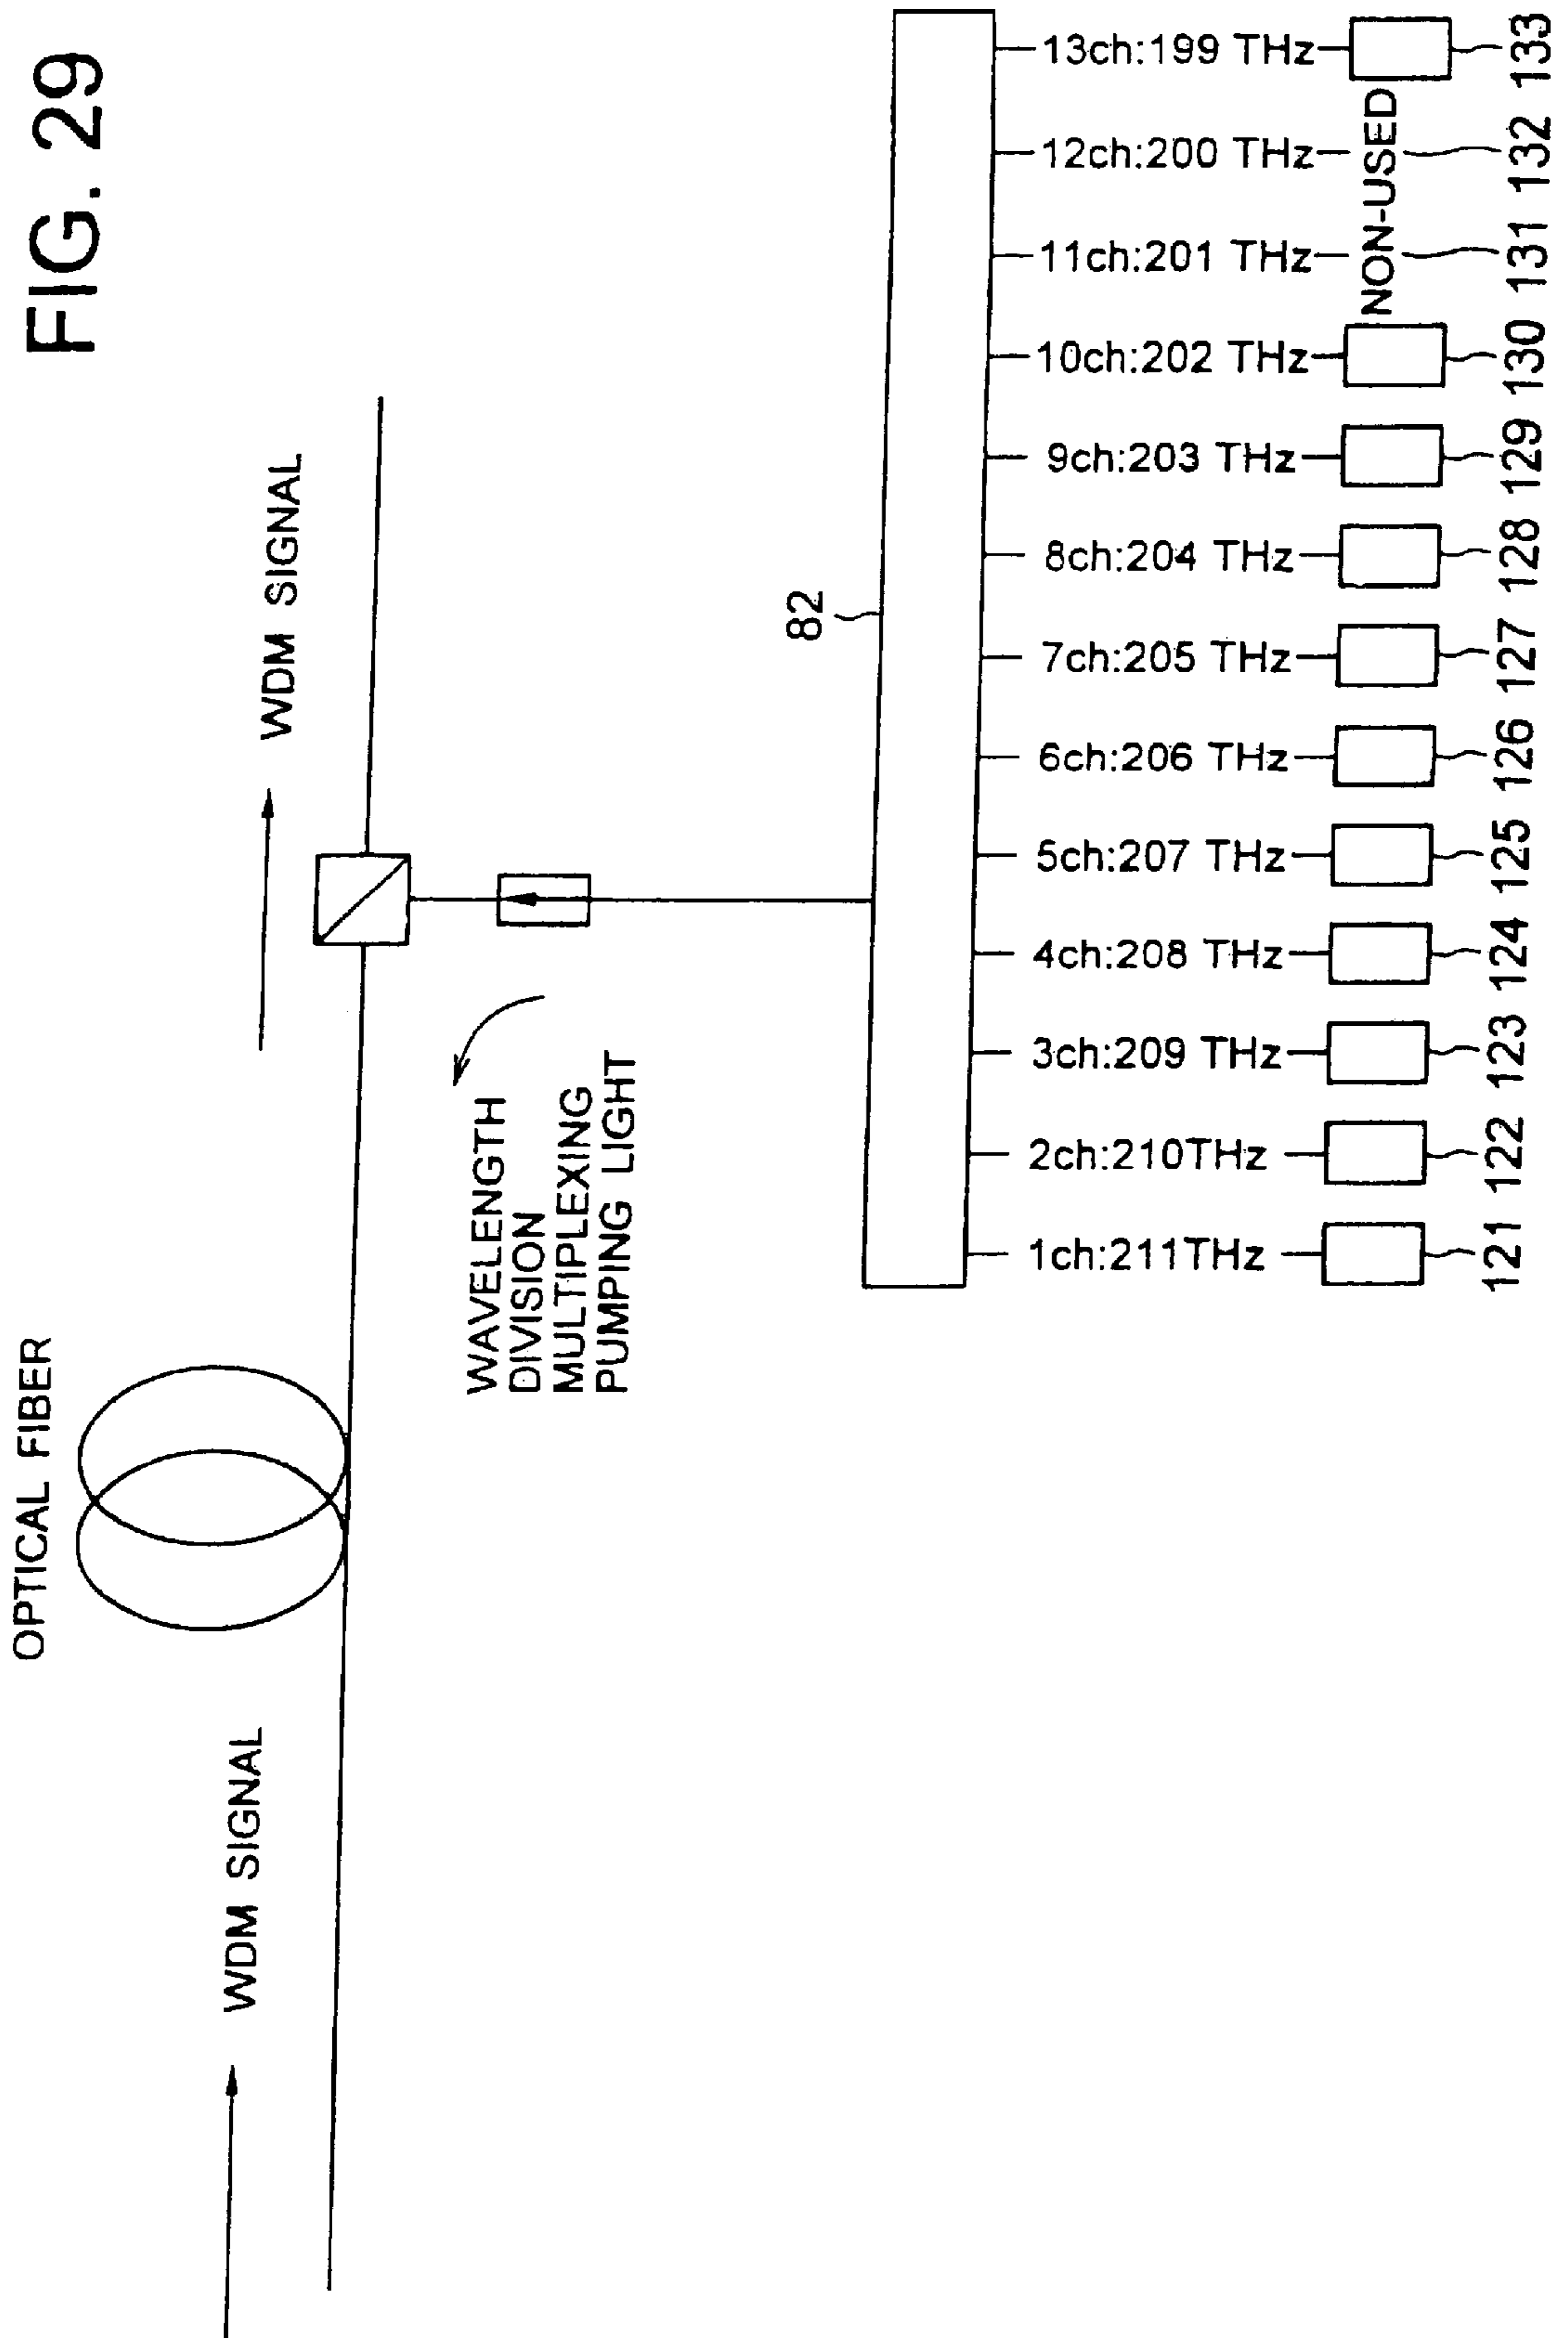 FIG. 29
OPTICAL FIBER
WDM SIGNAL
WDM SIGNAL
WAVELENGTH
DIVISION
MULTIPLEXING
PUMPING LIGHT
82
13ch:199 THz
133
12ch:200 THz
NON-USED
132
11ch:201 THz
131
10ch:202 THz
130
9ch:203 THz
129
8ch:204 THz
128
7ch:205 THz
127
6ch:206 THz
126
5ch:207 THz
125
4ch:208 THz
124
3ch:209 THz
123
2ch:210THz
122
1ch:211THz
121